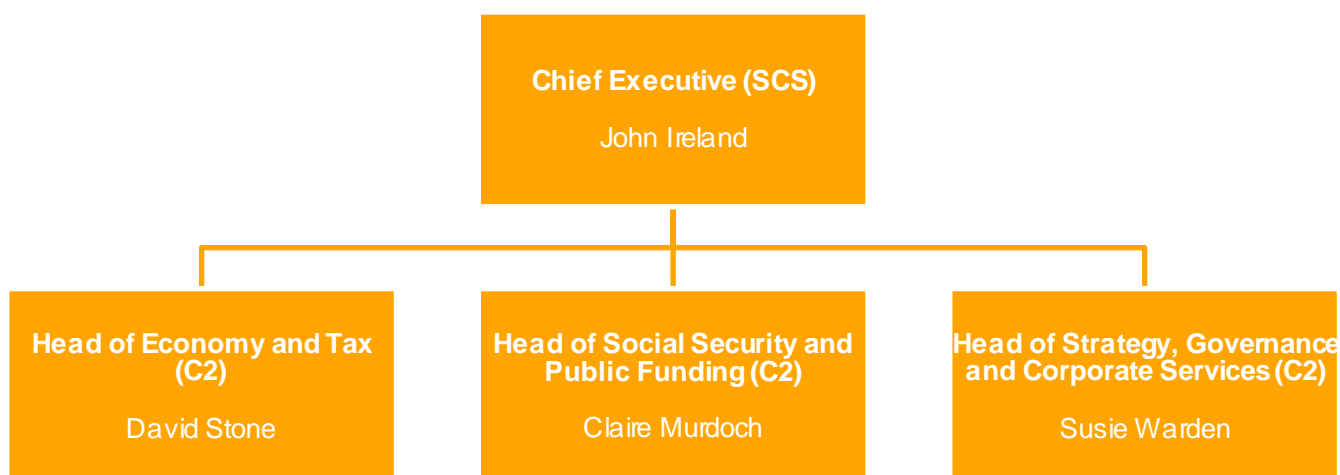 Chief Executive (SCS)
John Ireland
Head of Economy and Tax
(C2)
David Stone
Head of Social Security and
Public Funding (C2)
Claire Murdoch
Head of Strategy, Governance
and Corporate Services (C2)
Susie Warden